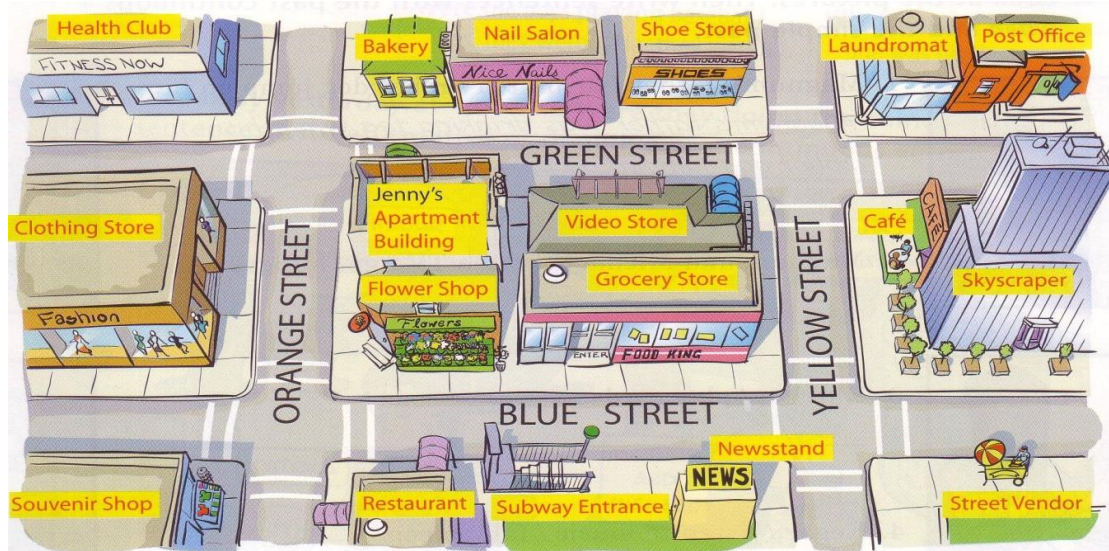 Health Club
FITNESS NOW
Bakery
Nail Salon
Nice Nails
Shoe Store
SHOES
Laundromat
Post Office
GREEN STREET
Clothing Store
Fashion
ORANGE STREET
Jenny's
Apartment
Building
Video Store
Flower Shop
Flowers
Grocery Store
ENTER
FOOD KING
YELLOW STREET
Café
CAFE
Skyscraper
BLUE STREET
Souvenir Shop
Restaurant
Subway Entrance
Newsstand
NEWS
Street Vendor